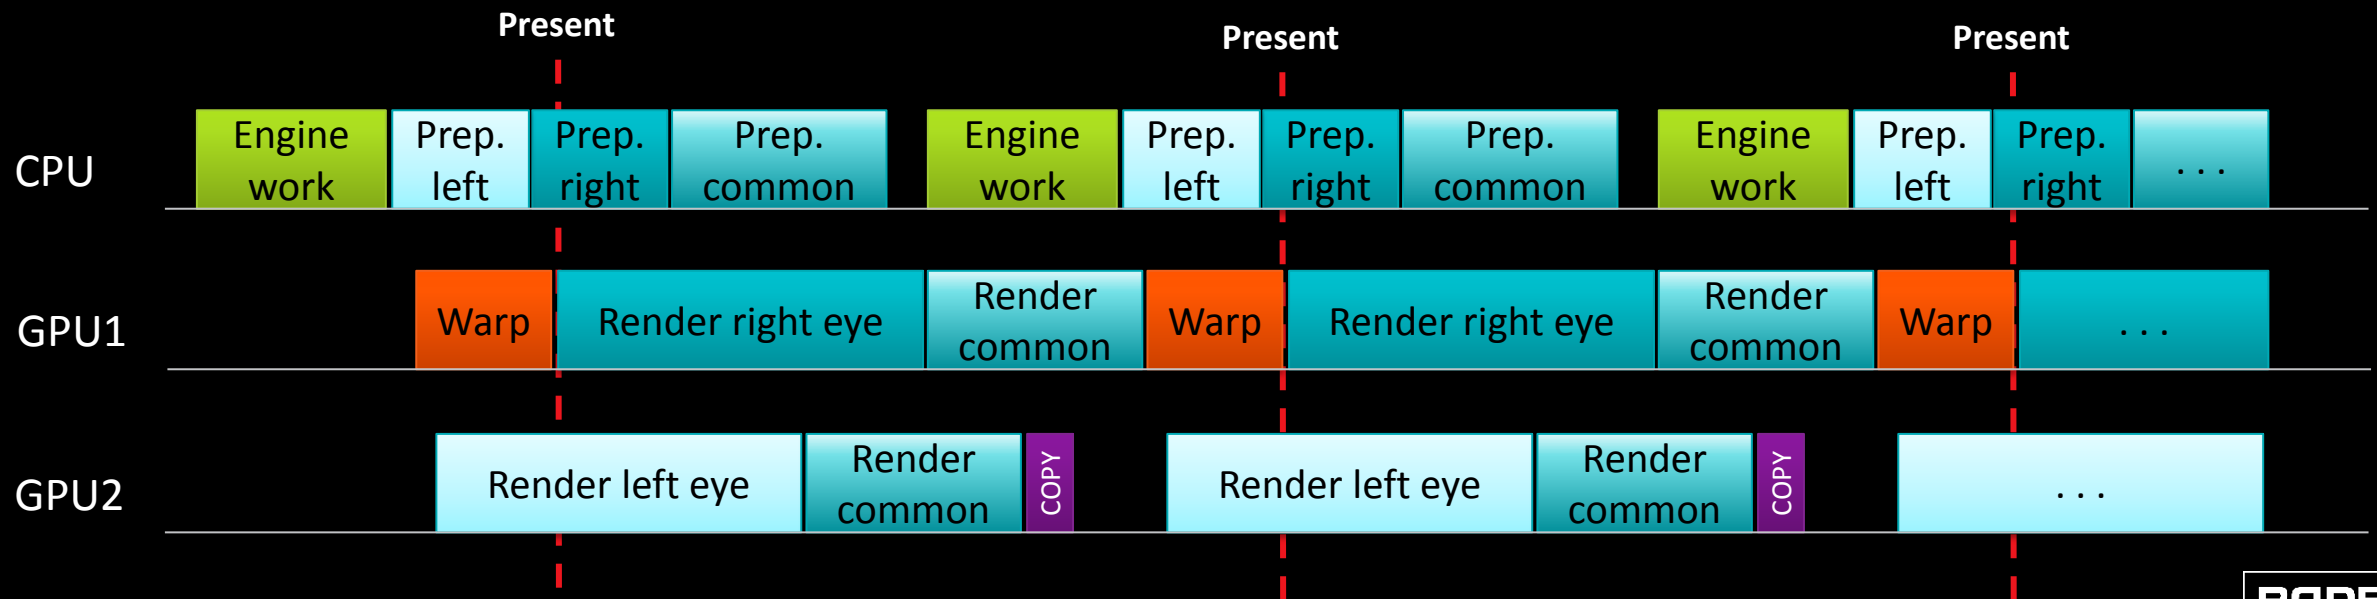 Present
Present
Present
CPU
Engine
work
Prep.
left
Prep.
right
Prep.
common
Engine
work
Prep.
left
Prep.
right
Prep.
common
Engine
work
Prep.
left
Prep.
right
. . .
GPU1
Warp
Render right eye
Render
common
Warp
Render right eye
Render
common
Warp
. . .
GPU2
Render left eye
Render
common
COPY
Render left eye
Render
common
COPY
. . .